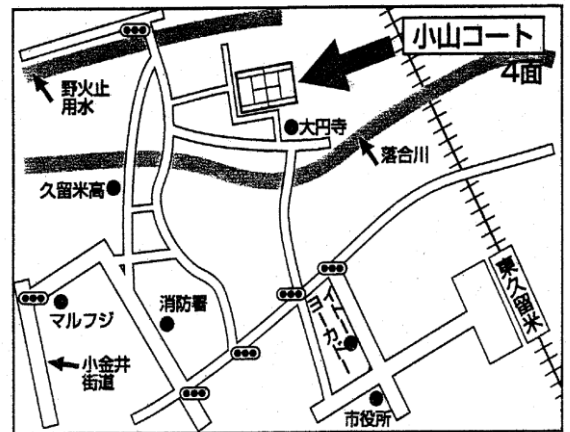 小山コート
4面
野火止
用水
大円寺
落合川
久留米高
マルフジ
消防署
イトー
ヨーカドー
東久留米
小金井
街道
市役所